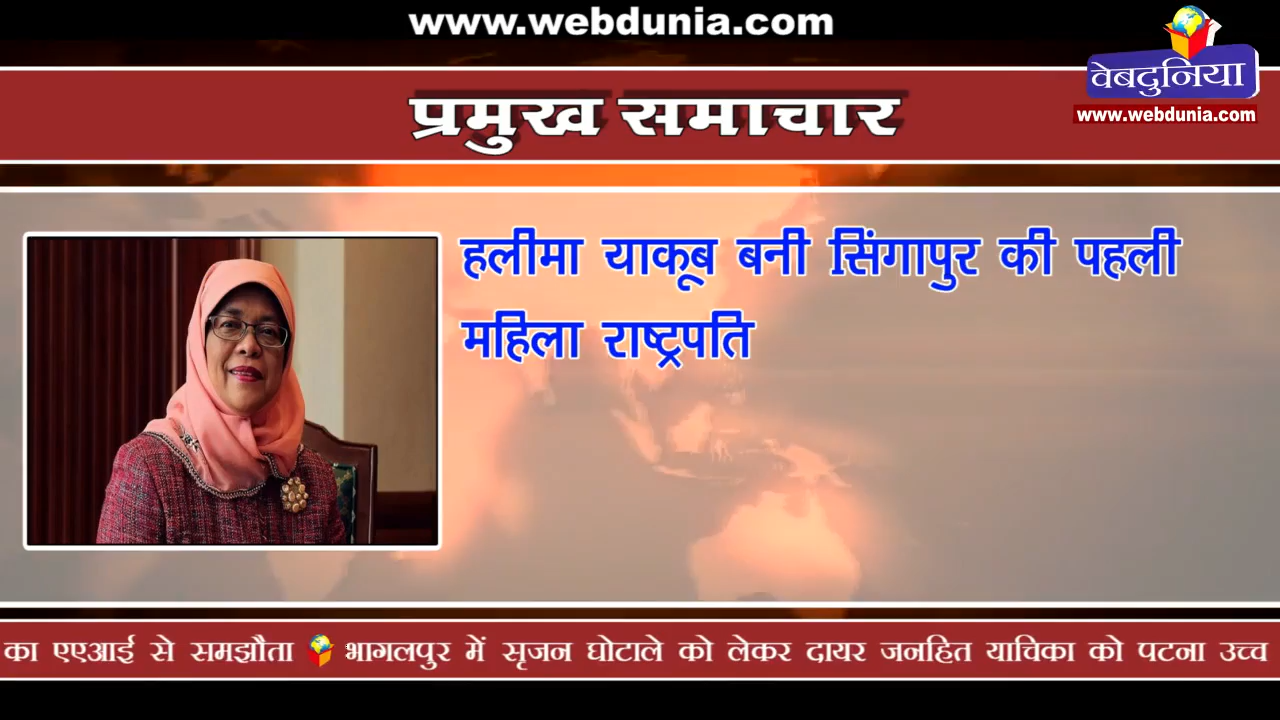 www.webdunia.com
वेबदुनिया
www.webdunia.com
प्रमुख समाचार
हलीमा याकूब बनी सिंगापुर की पहली
महिला राष्ट्रपति
का एएआई से समझौता भागलपुर में सृजन घोटाले को लेकर दायर जनहित याचिका को पटना उच्च